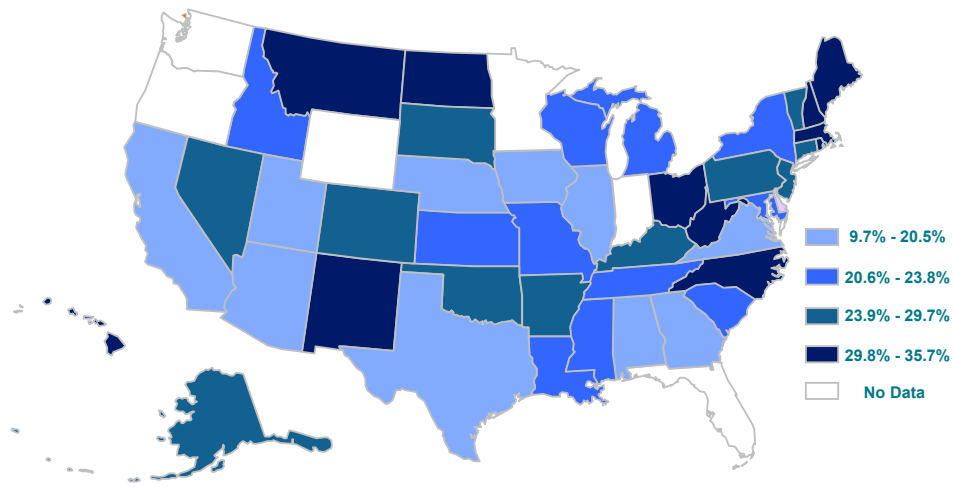 9.7% - 20.5%
20.6% - 23.8%
23.9% - 29.7%
29.8% - 35.7%
No Data